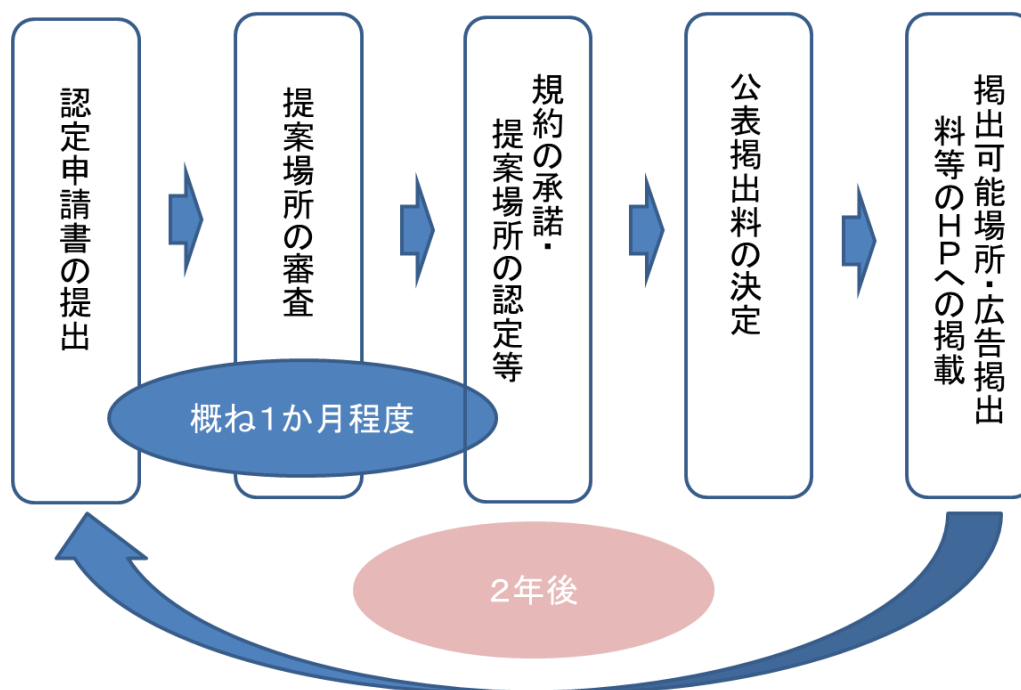 認定申請書の提出
提案場所の審査
規約の承諾・
提案場所の認定等
公表掲出料の決定
掲出可能場所・広告掲出
料等のHPへの掲載
概ね1か月程度
2年後